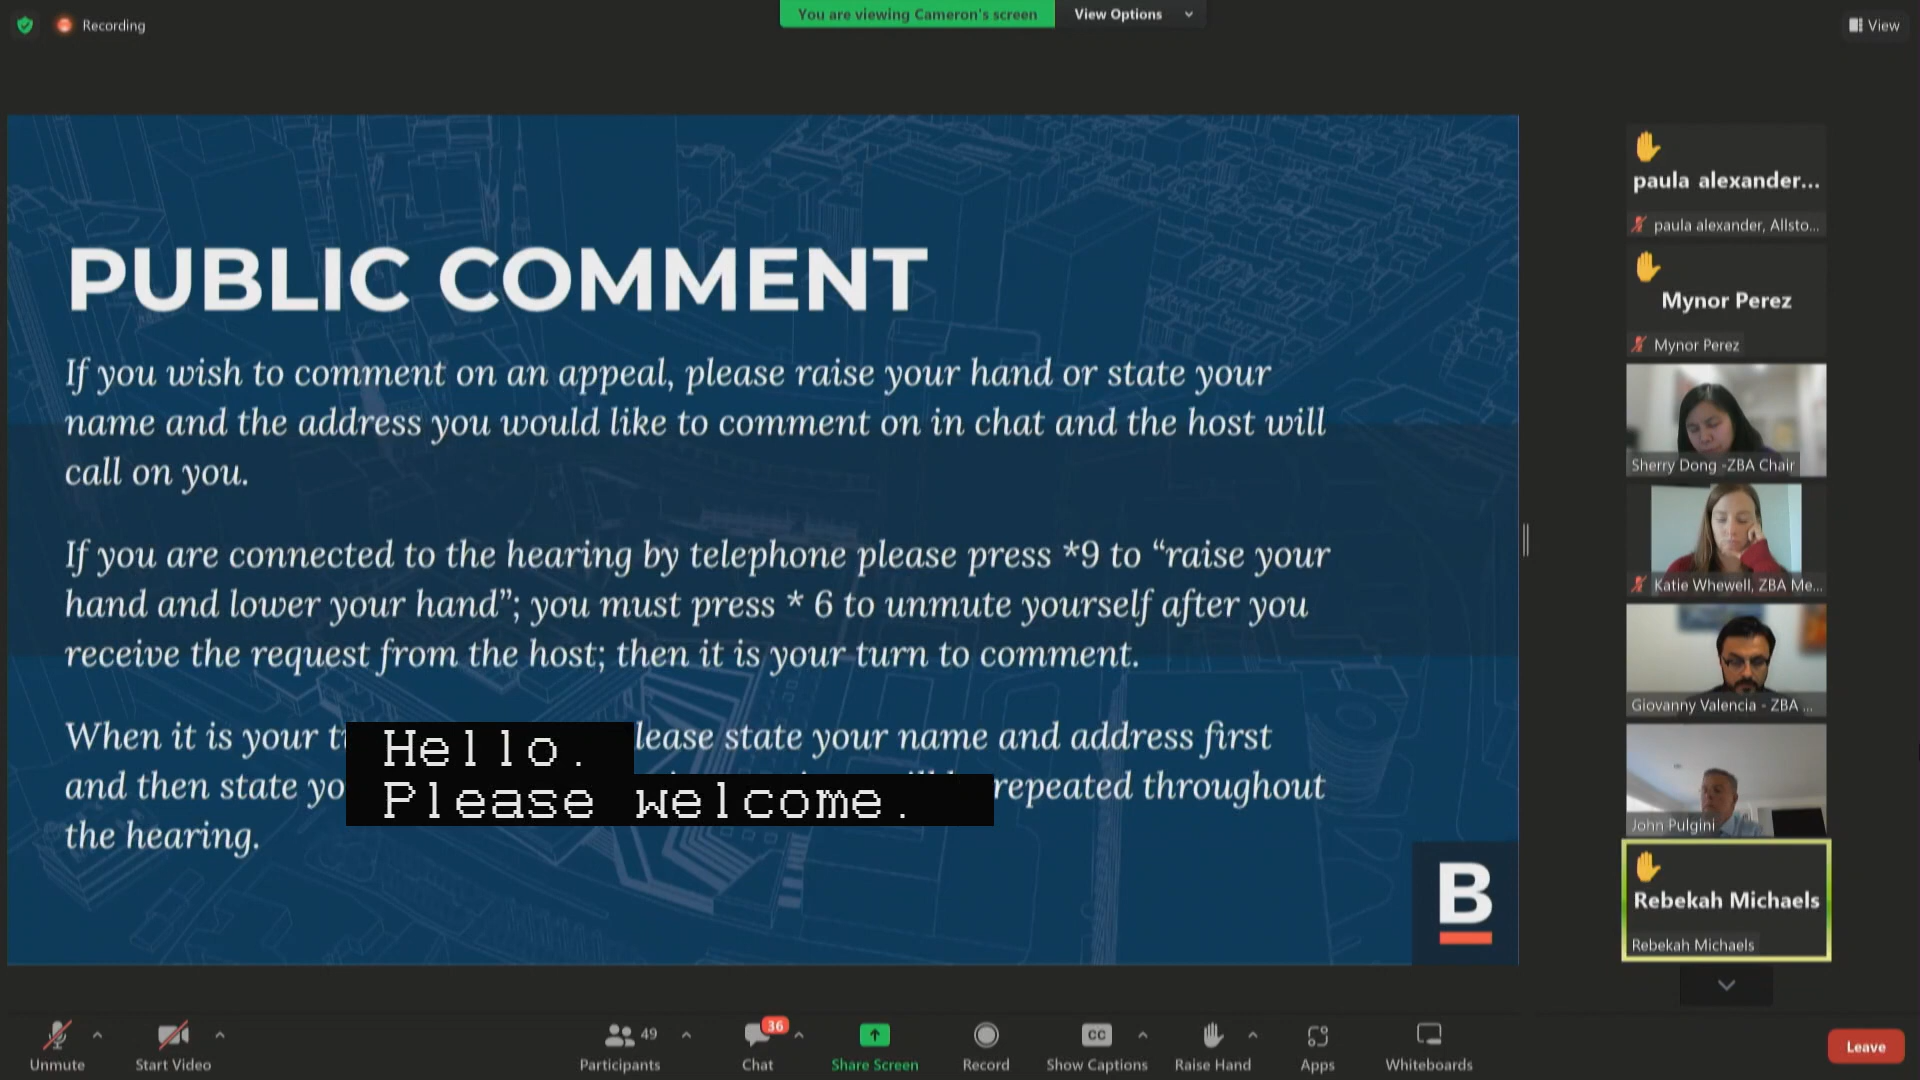 Recording
You are viewing Cameron's screen
View Options
View
PUBLIC COMMENT
If you wish to comment on an appeal, please raise your hand or state your
name and the address you would like to comment on in chat and the host will
call on you.
If you are connected to the hearing by telephone please press *9 to “raise your
hand and lower your hand”; you must press * 6 to unmute yourself after you
receive the request from the host; then it is your turn to comment.
When it is your lease state your name and address first
and then state yo repeated throughout
the hearing.
Hello.
Please welcome.
B
paula alexander...
paula alexander, Allsto...
Mynor Perez
Mynor Perez
Sherry Dong -ZBA Chair
Katie Whewell, ZBA Me...
Giovanny Valencia - ZBA ...
John Pulgini
Rebekah Michaels
Rebekah Michaels
Unmute
Start Video
49
Participants
36
Chat
Share Screen
Record
CC
Show Captions
Raise Hand
Apps
Whiteboards
Leave